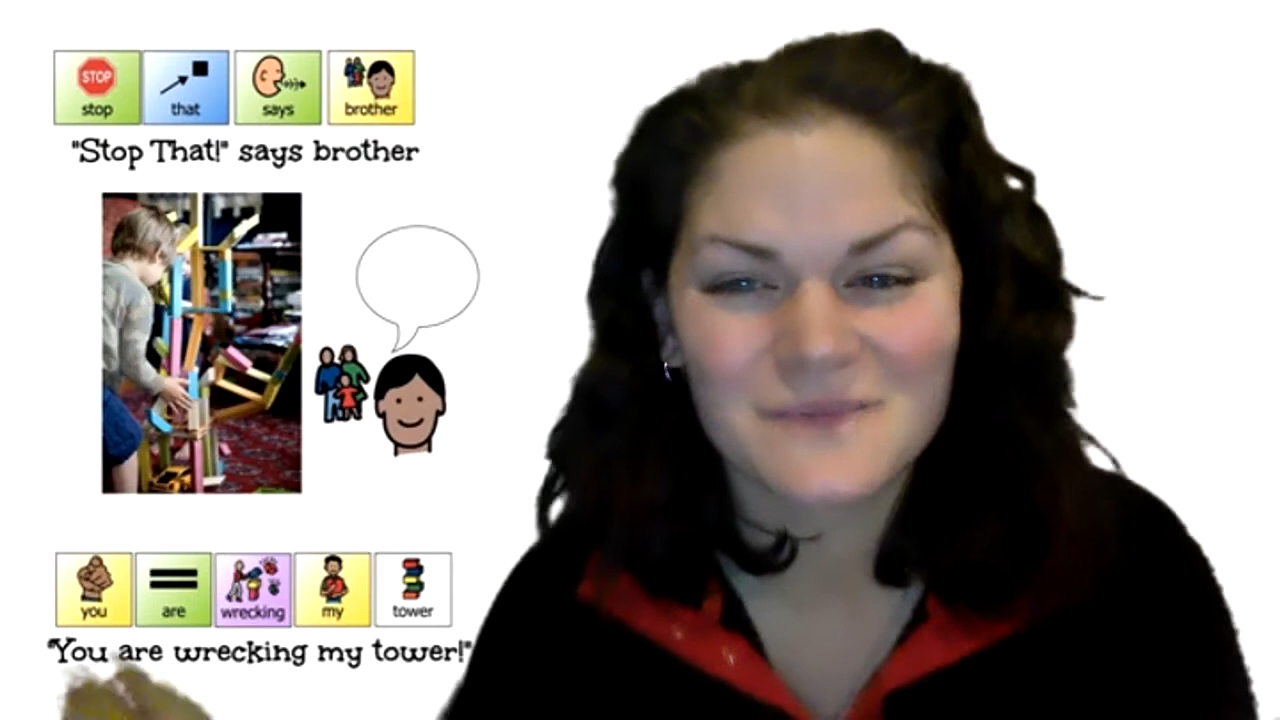 STOP
stop that says brother
"Stop That!" says brother
you are wrecking my tower
"You are wrecking my tower!"